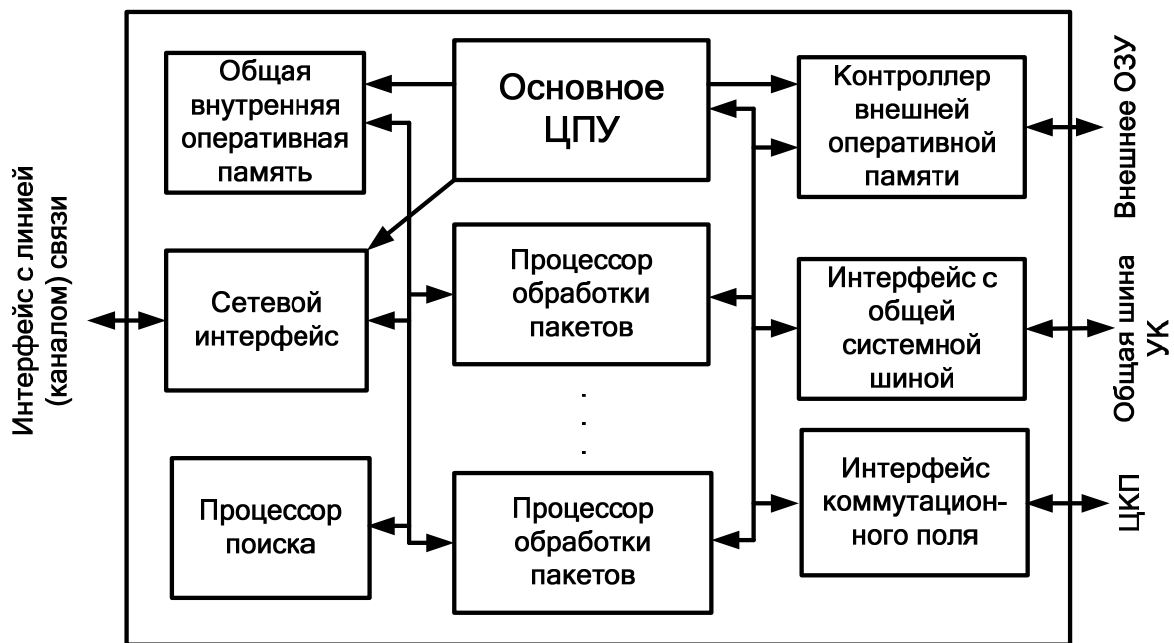 Интерфейс с линией
(каналом) связи
Общая
внутренняя
оперативная
память
Основное
ЦПУ
Контроллер
внешней
оперативной
памяти
Внешнее ОЗУ
Сетевой
интерфейс
Процессор
обработки
пакетов
Интерфейс с
общей
системной
шиной
Общая шина
УК
Процессор
поиска
Процессор
обработки
пакетов
Интерфейс
коммутацион-
ного поля
ЦКП